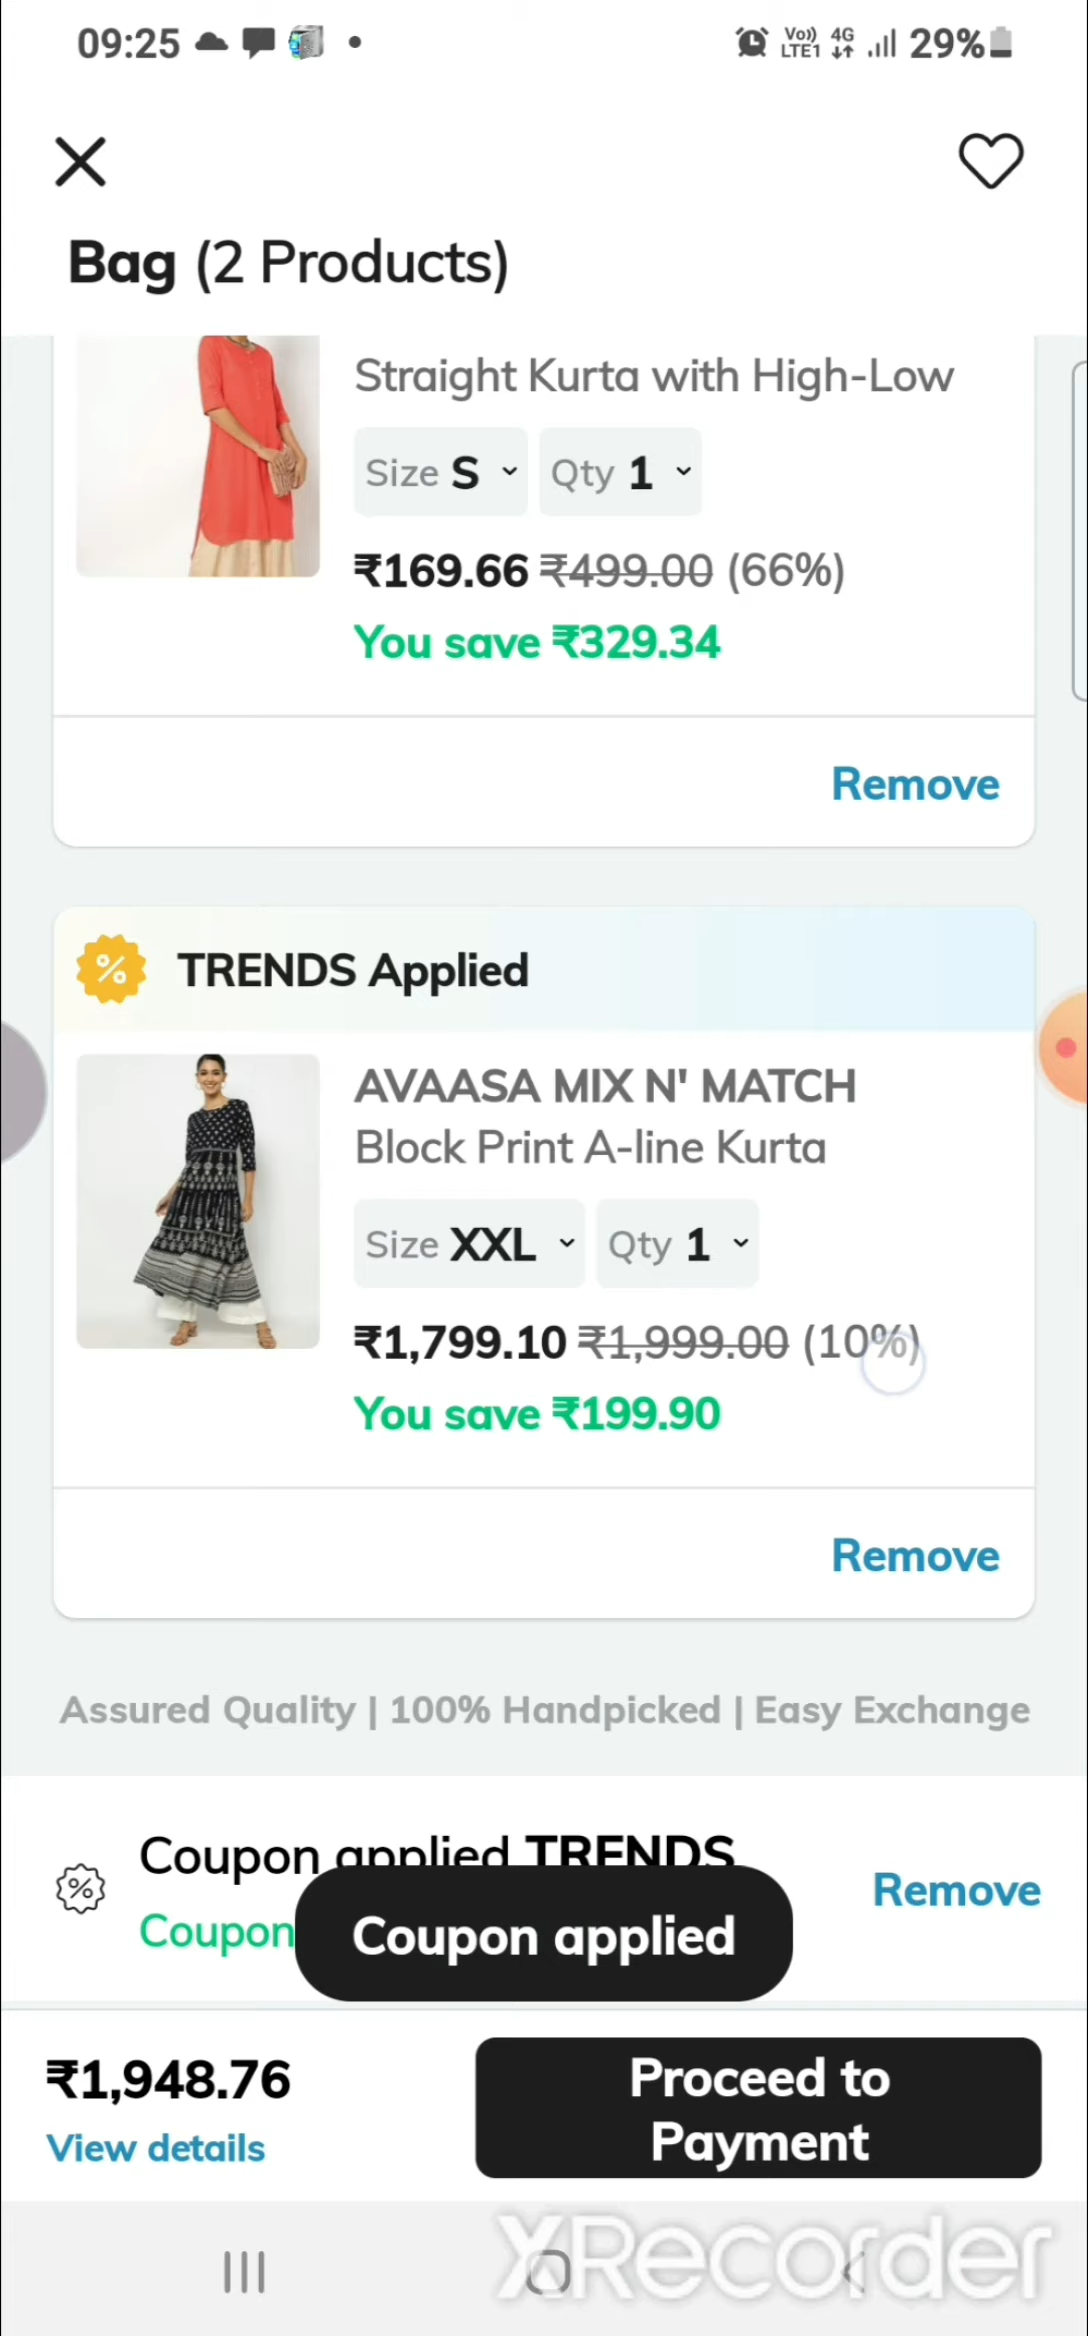 09:25 Vo)) LTE1 4G 29%
Bag (2 Products)
Straight Kurta with High-Low
Size S Qty 1
₹169.66 ₹499.00 (66%)
You save ₹329.34
Remove
% TRENDS Applied
AVAASA MIX N' MATCH
Block Print A-line Kurta
Size XXL Qty 1
₹1,799.10 ₹1,999.00 (10%)
You save ₹199.90
Remove
Assured Quality | 100% Handpicked | Easy Exchange
Coupon applied TRENDS
% Remove
Coupon
Coupon applied
₹1,948.76
View details
Proceed to
Payment
XRecorder